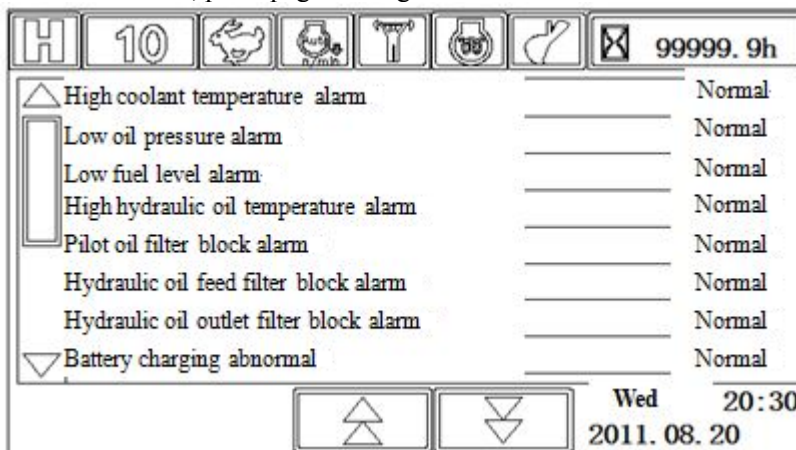 H 10 Auto n/min 99999.9h
High coolant temperature alarm Normal
Low oil pressure alarm Normal
Low fuel level alarm Normal
High hydraulic oil temperature alarm Normal
Pilot oil filter block alarm Normal
Hydraulic oil feed filter block alarm Normal
Hydraulic oil outlet filter block alarm Normal
Battery charging abnormal Normal
Wed 20:30
2011.08.20